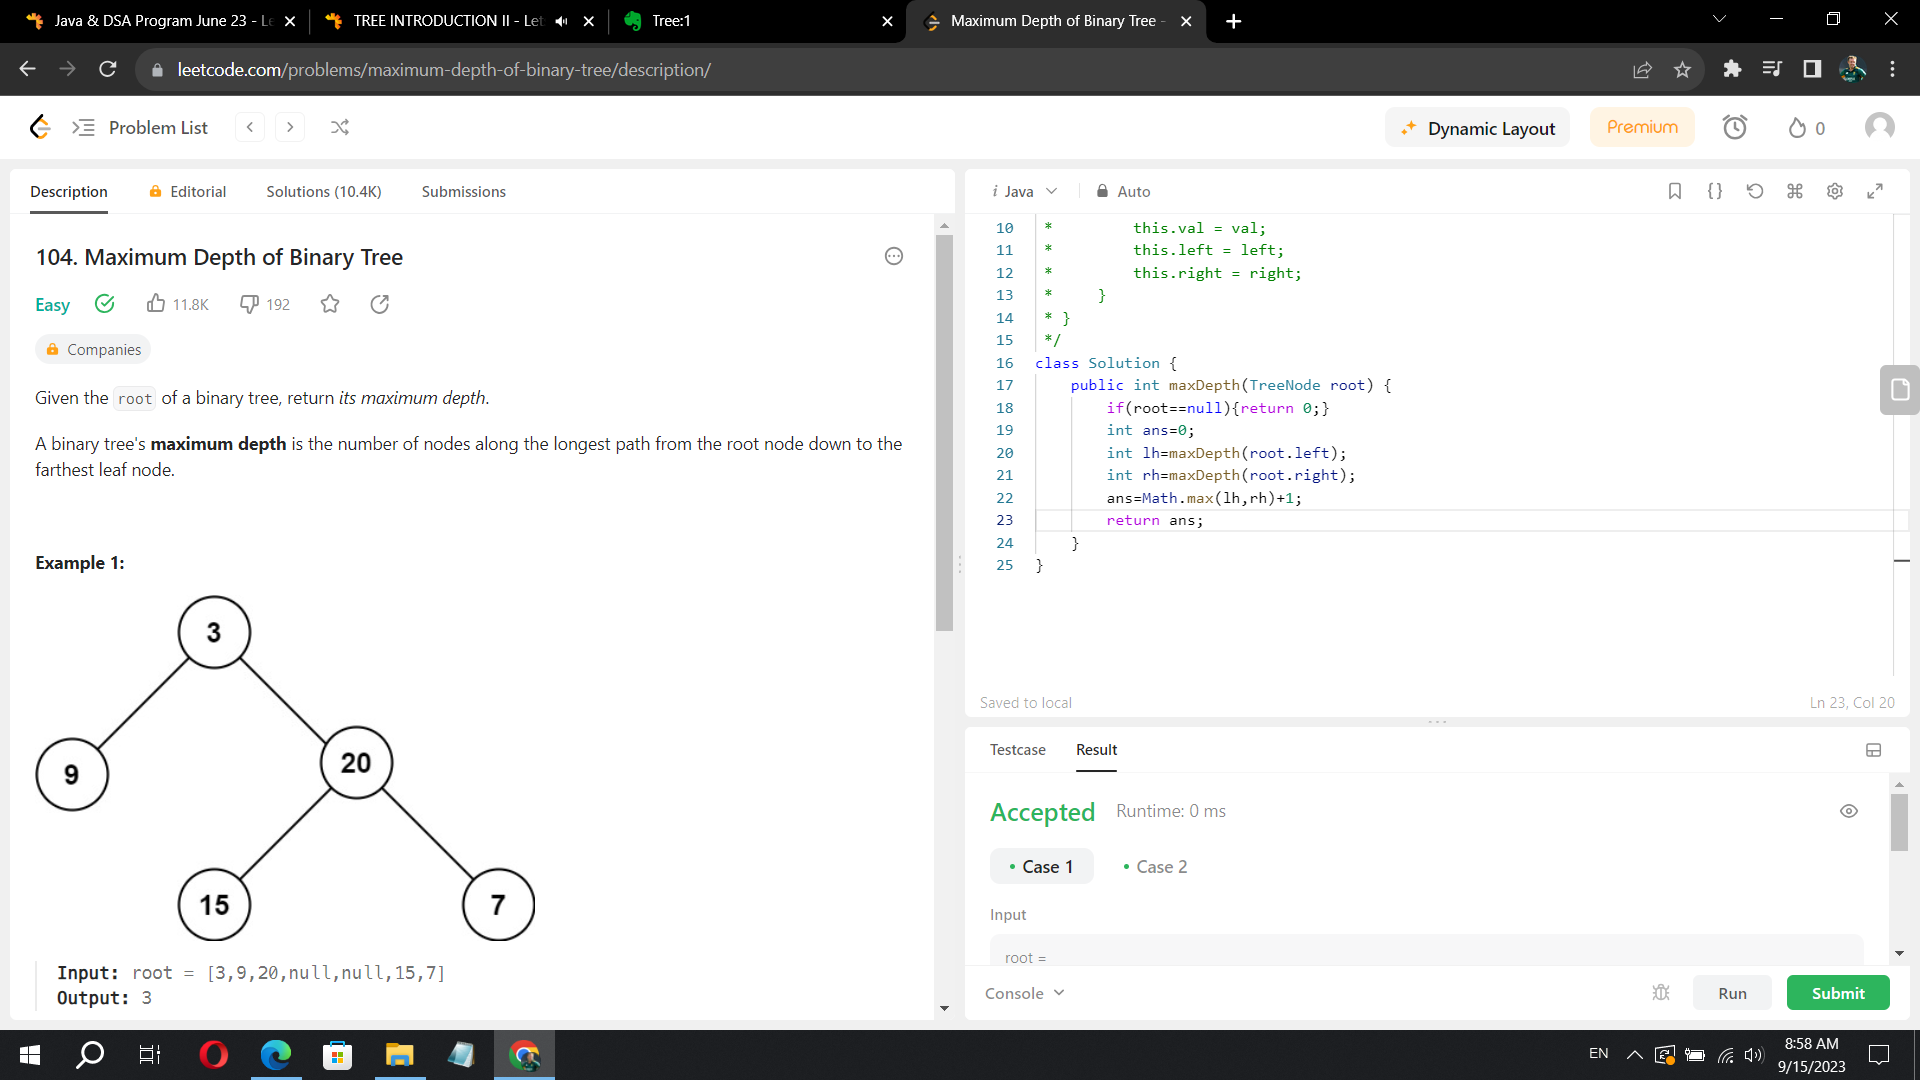 Java & DSA Program June 23 - Le
TREE INTRODUCTION II - Let
Tree:1
Maximum Depth of Binary Tree -
leetcode.com/problems/maximum-depth-of-binary-tree/description/
Problem List
Dynamic Layout
Premium
0
Description
Editorial
Solutions (10.4K)
Submissions
i Java
Auto
104. Maximum Depth of Binary Tree
Easy
11.8K
192
Companies
Given the root of a binary tree, return its maximum depth.
A binary tree's maximum depth is the number of nodes along the longest path from the root node down to the
farthest leaf node.
Example 1:
3
9
20
15
7
Input: root = [3,9,20,null,null,15,7]
Output: 3
10 * this.val = val;
11 * this.left = left;
12 * this.right = right;
13 * }
14 * }
15 */
16 class Solution {
17 public int maxDepth(TreeNode root) {
18 if(root==null){return 0;}
19 int ans=0;
20 int lh=maxDepth(root.left);
21 int rh=maxDepth(root.right);
22 ans=Math.max(lh,rh)+1;
23 return ans;
24 }
25 }
Saved to local
Ln 23, Col 20
Testcase
Result
Accepted
Runtime: 0 ms
• Case 1
• Case 2
Input
root =
Console
Run
Submit
EN
8:58 AM
9/15/2023